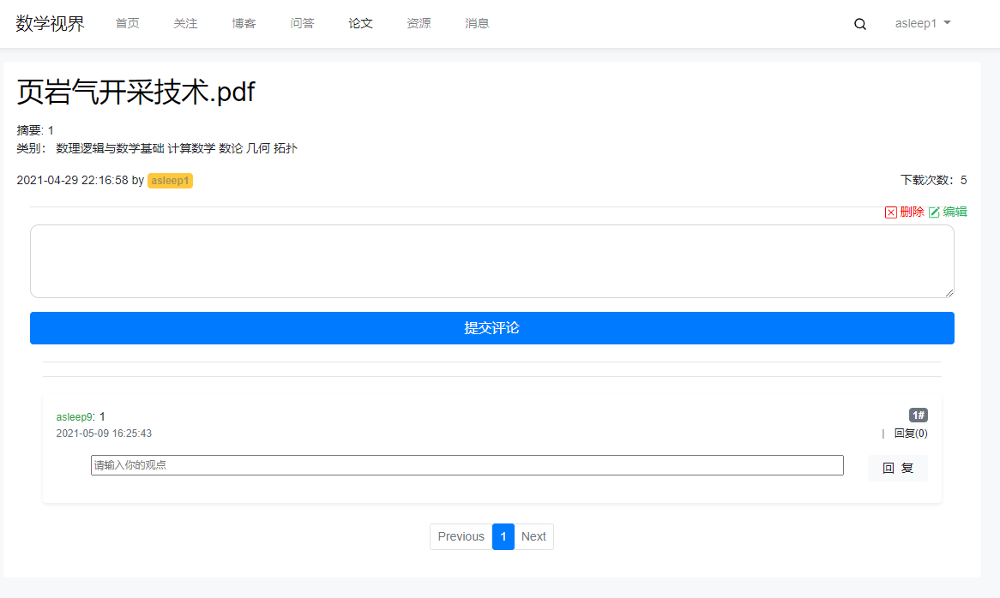 数学视界 首页 关注 博客 问答 论文 资源 消息 asleep1
页岩气开采技术.pdf
摘要: 1
类别： 数理逻辑与数学基础 计算数学 数论 几何 拓扑
2021-04-29 22:16:58 by asleep1 下载次数：5
删除 编辑
提交评论
asleep9: 1 1#
2021-05-09 16:25:43 | 回复(0)
请输入你的观点 回 复
Previous 1 Next